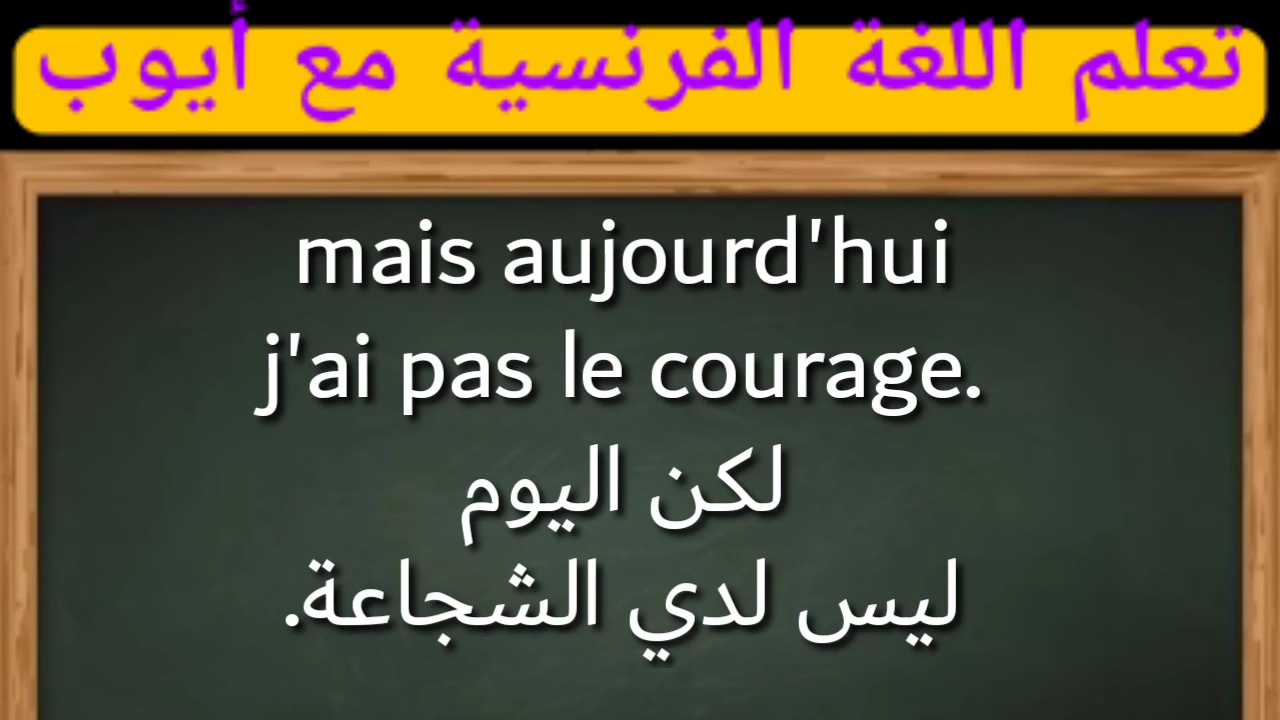 تعلم اللغة الفرنسية مع أيوب
mais aujourd'hui
j'ai pas le courage.
لكن اليوم
ليس لدي الشجاعة.